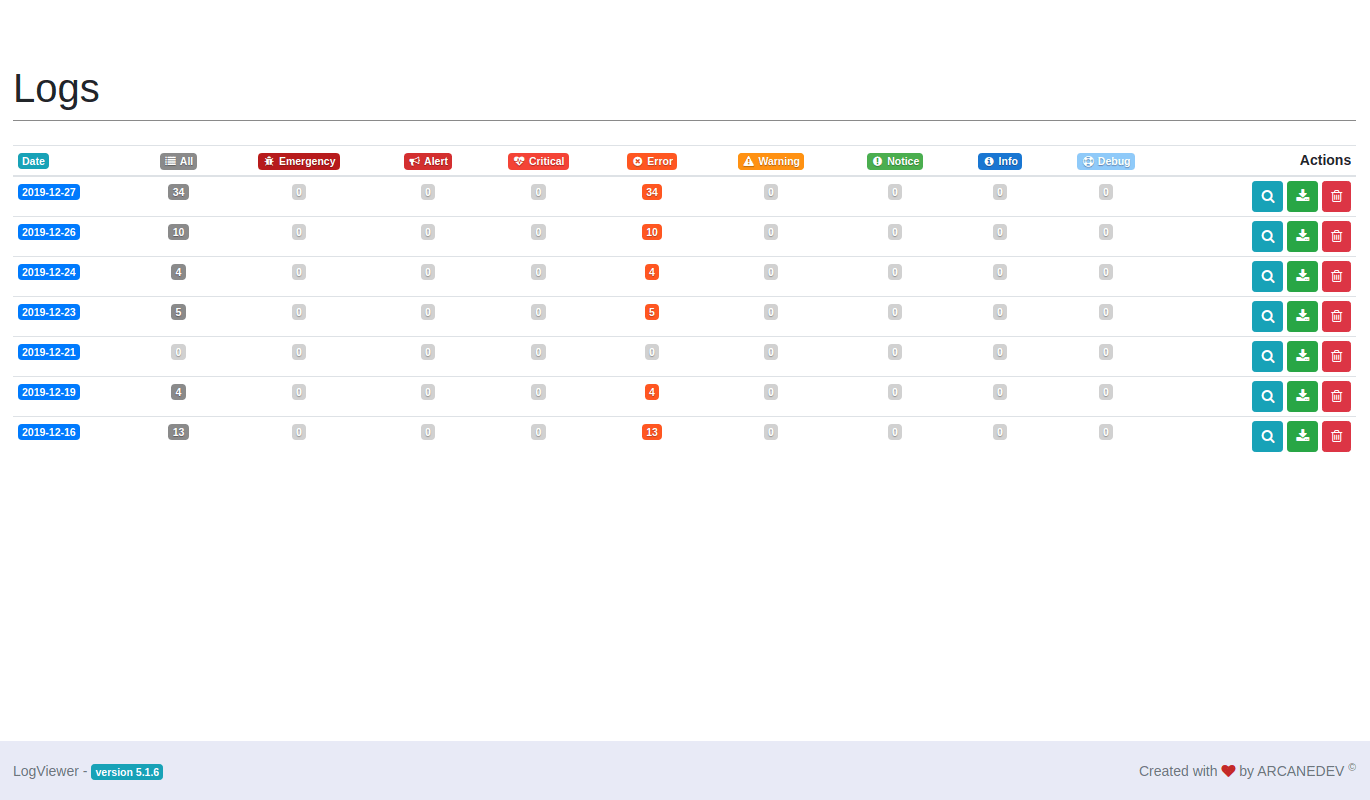 Logs
Date All Emergency Alert Critical Error Warning Notice Info Debug Actions
2019-12-27 34 0 0 0 34 0 0 0 0
2019-12-26 10 0 0 0 10 0 0 0 0
2019-12-24 4 0 0 0 4 0 0 0 0
2019-12-23 5 0 0 0 5 0 0 0 0
2019-12-21 0 0 0 0 0 0 0 0 0
2019-12-19 4 0 0 0 4 0 0 0 0
2019-12-16 13 0 0 0 13 0 0 0 0
LogViewer - version 5.1.6 Created with ❤ by ARCANEDEV ©